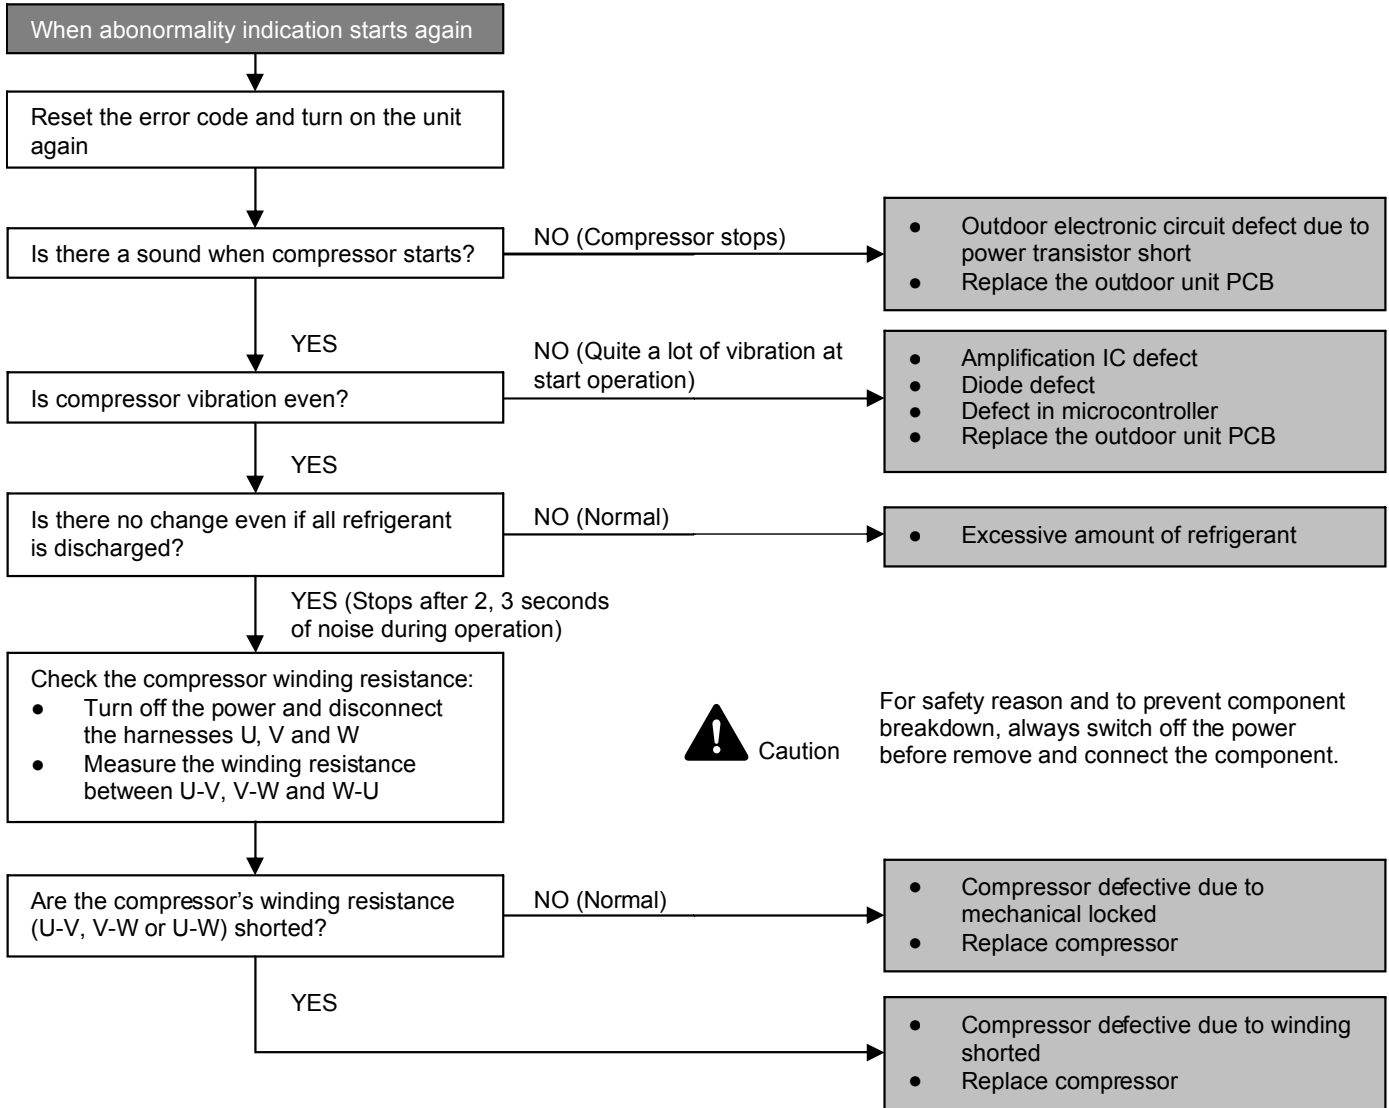 When abonormality indication starts again
Reset the error code and turn on the unit
again
Is there a sound when compressor starts?
NO (Compressor stops)
● Outdoor electronic circuit defect due to
power transistor short
● Replace the outdoor unit PCB
YES
NO (Quite a lot of vibration at
start operation)
Is compressor vibration even?
● Amplification IC defect
● Diode defect
● Defect in microcontroller
● Replace the outdoor unit PCB
YES
Is there no change even if all refrigerant
is discharged?
NO (Normal)
● Excessive amount of refrigerant
YES (Stops after 2, 3 seconds
of noise during operation)
Check the compressor winding resistance:
● Turn off the power and disconnect
the harnesses U, V and W
● Measure the winding resistance
between U-V, V-W and W-U
! Caution
For safety reason and to prevent component
breakdown, always switch off the power
before remove and connect the component.
Are the compressor’s winding resistance
(U-V, V-W or U-W) shorted?
NO (Normal)
● Compressor defective due to
mechanical locked
● Replace compressor
YES
● Compressor defective due to winding
shorted
● Replace compressor